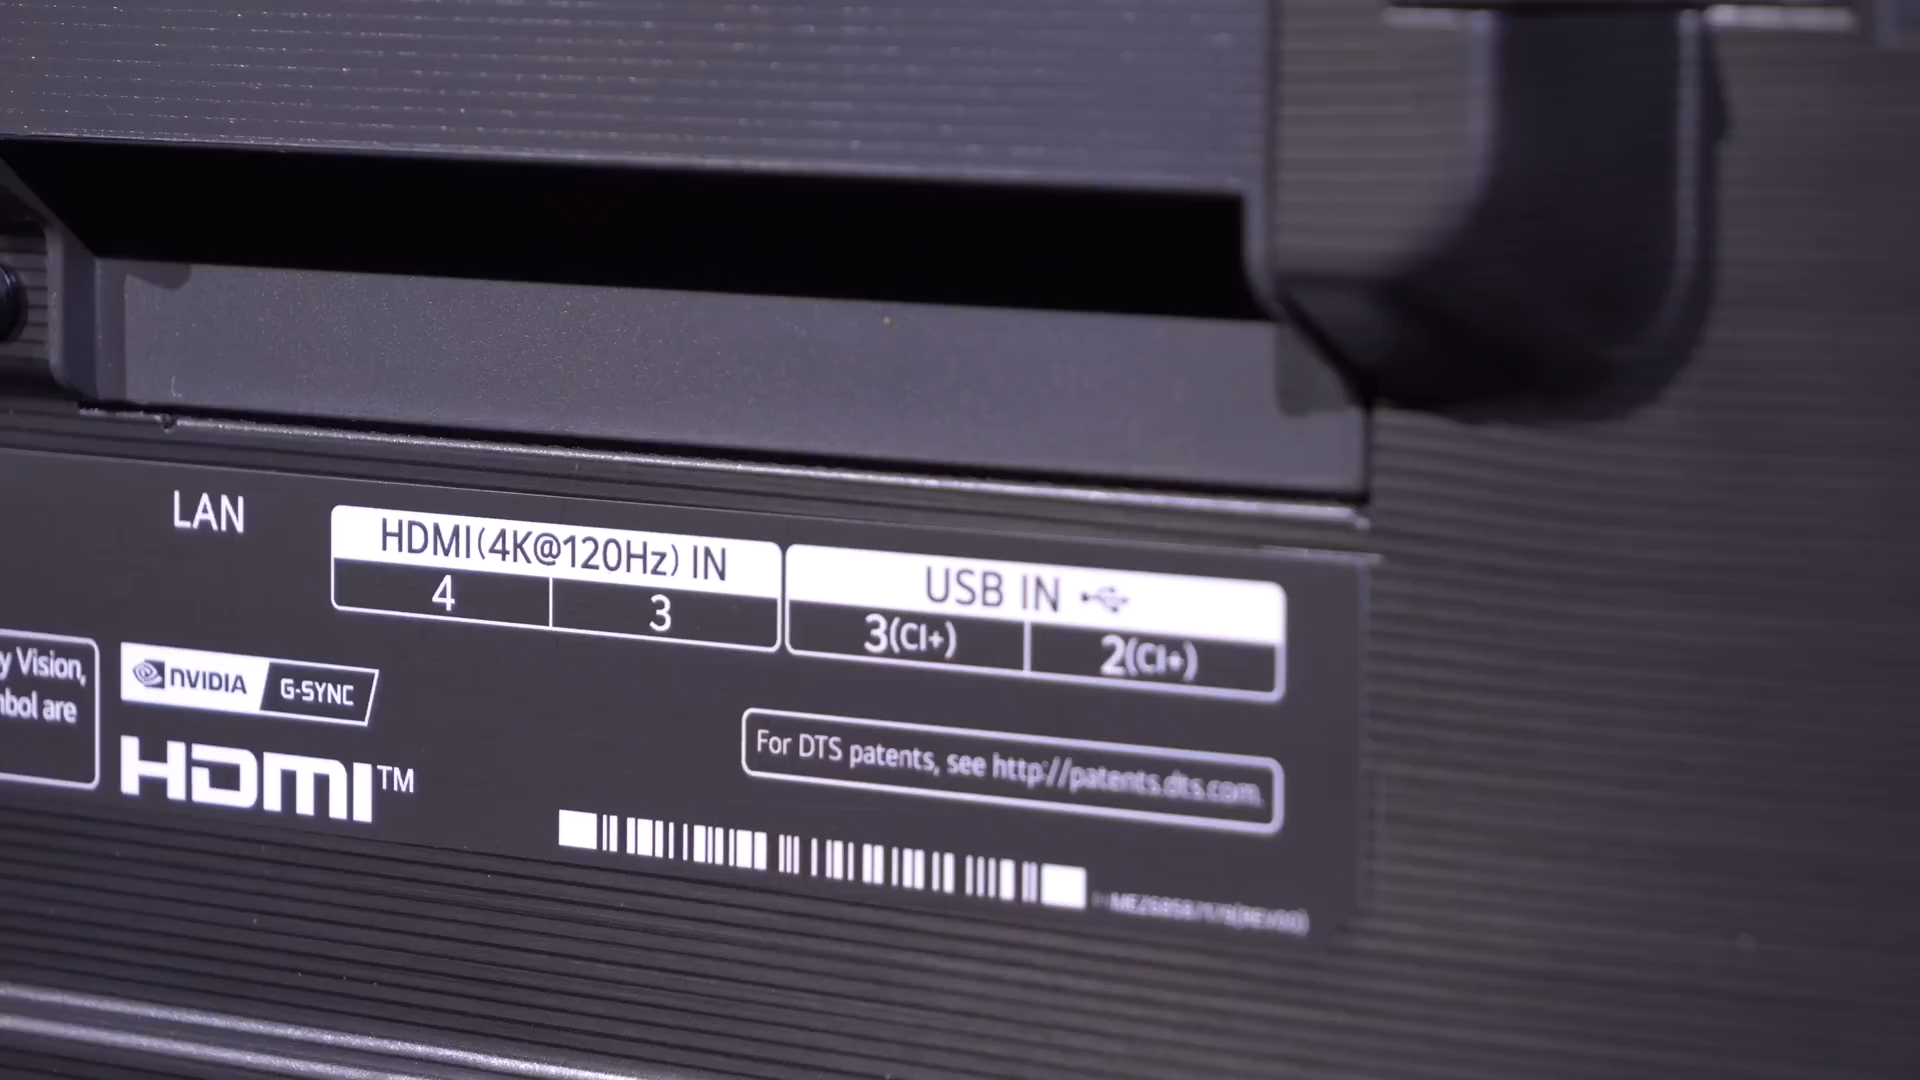 LAN
HDMI(4K@120Hz) IN
4 3
USB IN
3(CI+) 2(CI+)
y Vision,
mbol are
NVIDIA G-SYNC
HDMI™
For DTS patents, see http://patents.dts.com.